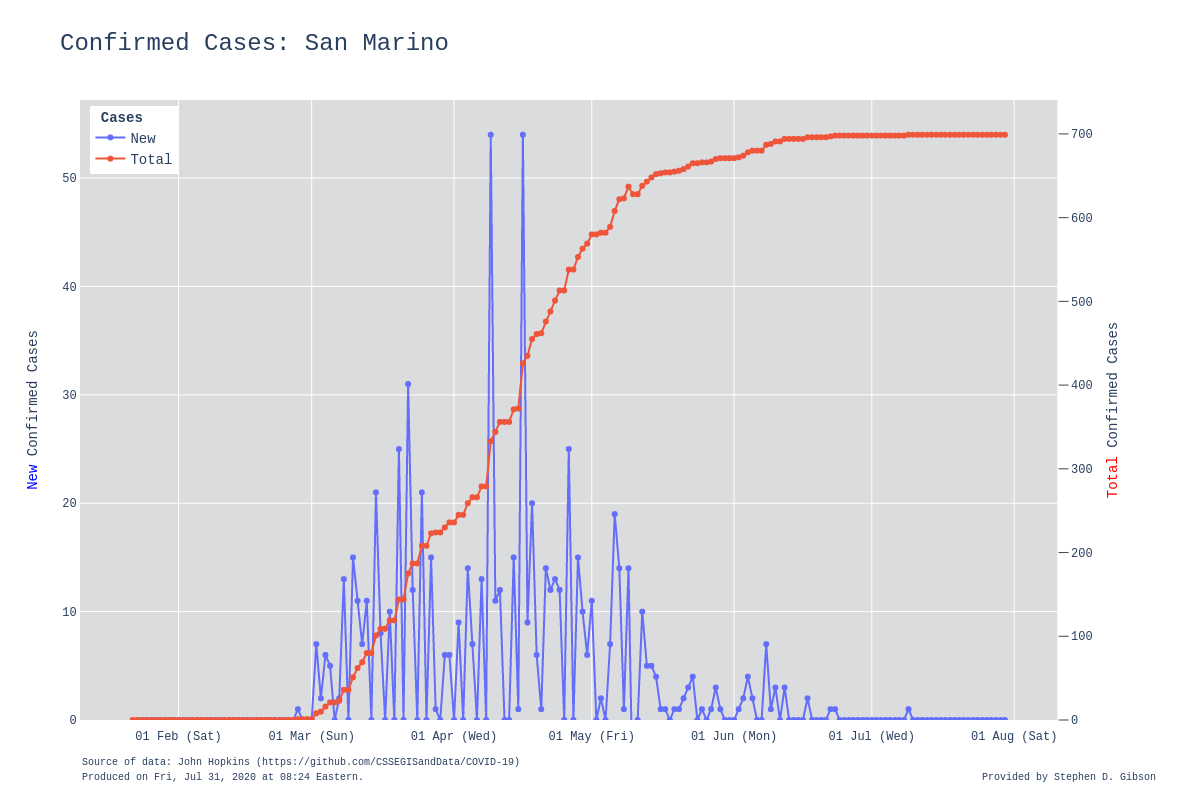 Confirmed Cases: San Marino
Cases
New
Total
50
40
30
20
10
0
700
600
500
400
300
200
100
0
New Confirmed Cases
Total Confirmed Cases
01 Feb (Sat)
01 Mar (Sun)
01 Apr (Wed)
01 May (Fri)
01 Jun (Mon)
01 Jul (Wed)
01 Aug (Sat)
Source of data: John Hopkins (https://github.com/CSSEGISandData/COVID-19)
Produced on Fri, Jul 31, 2020 at 08:24 Eastern.
Provided by Stephen D. Gibson